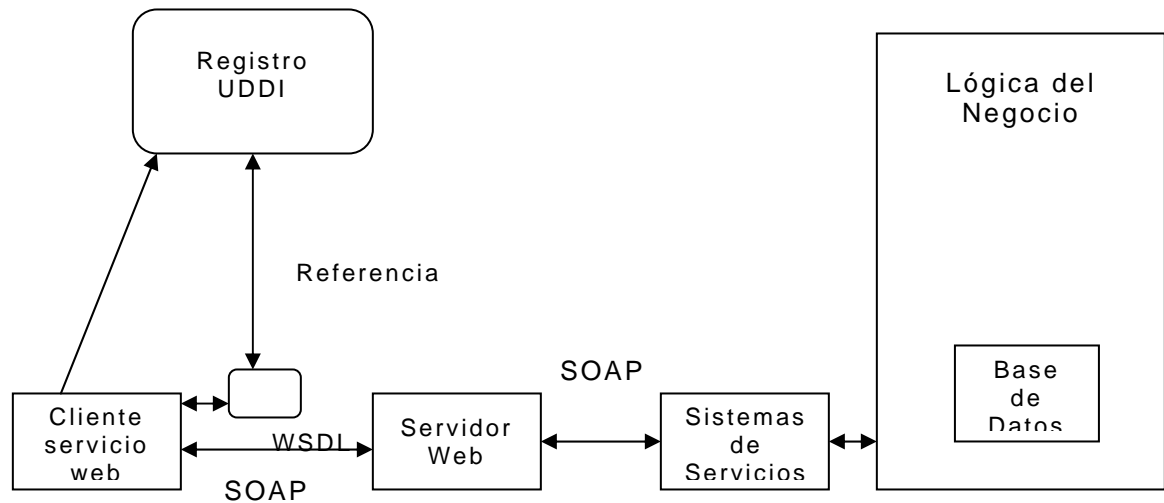 Registro
UDDI
Lógica del
Negocio
Referencia
SOAP
Base
de
Datos
Cliente
servicio
web
WSDL
Servidor
Web
Sistemas
de
Servicios
SOAP